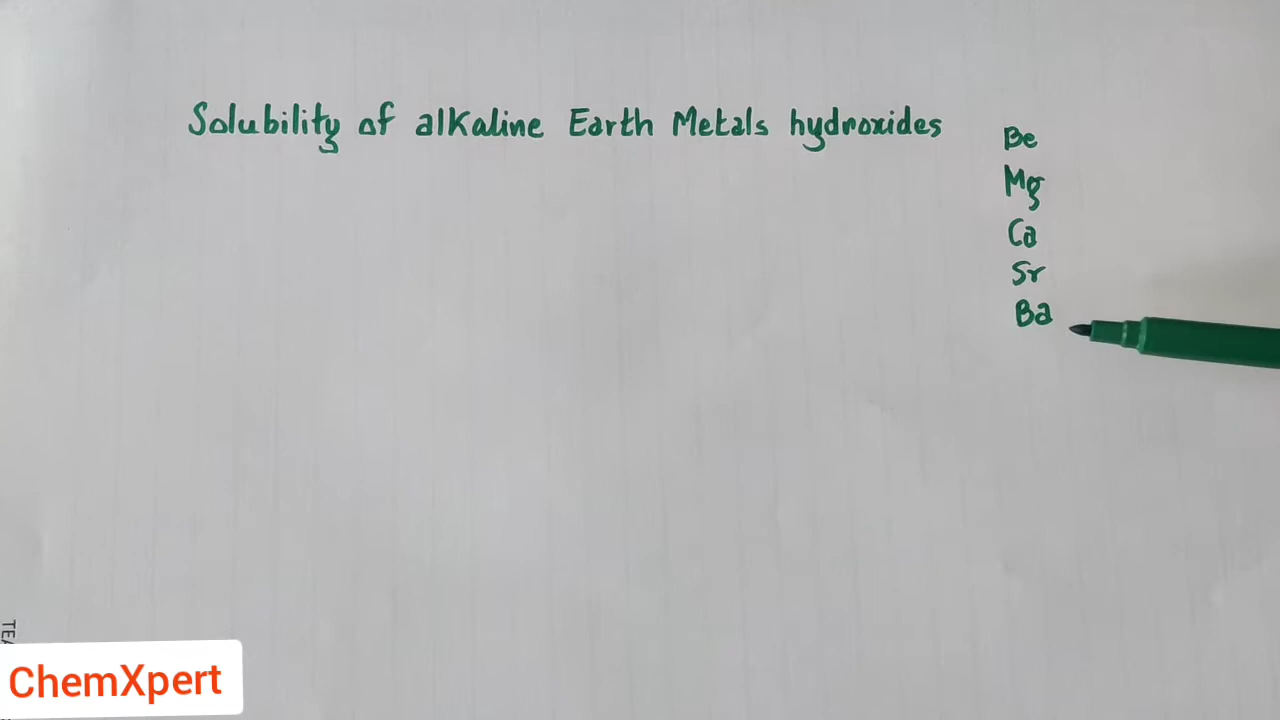 Solubility of alkaline Earth Metals hydroxides
Be
Mg
Ca
Sr
Ba
ChemXpert